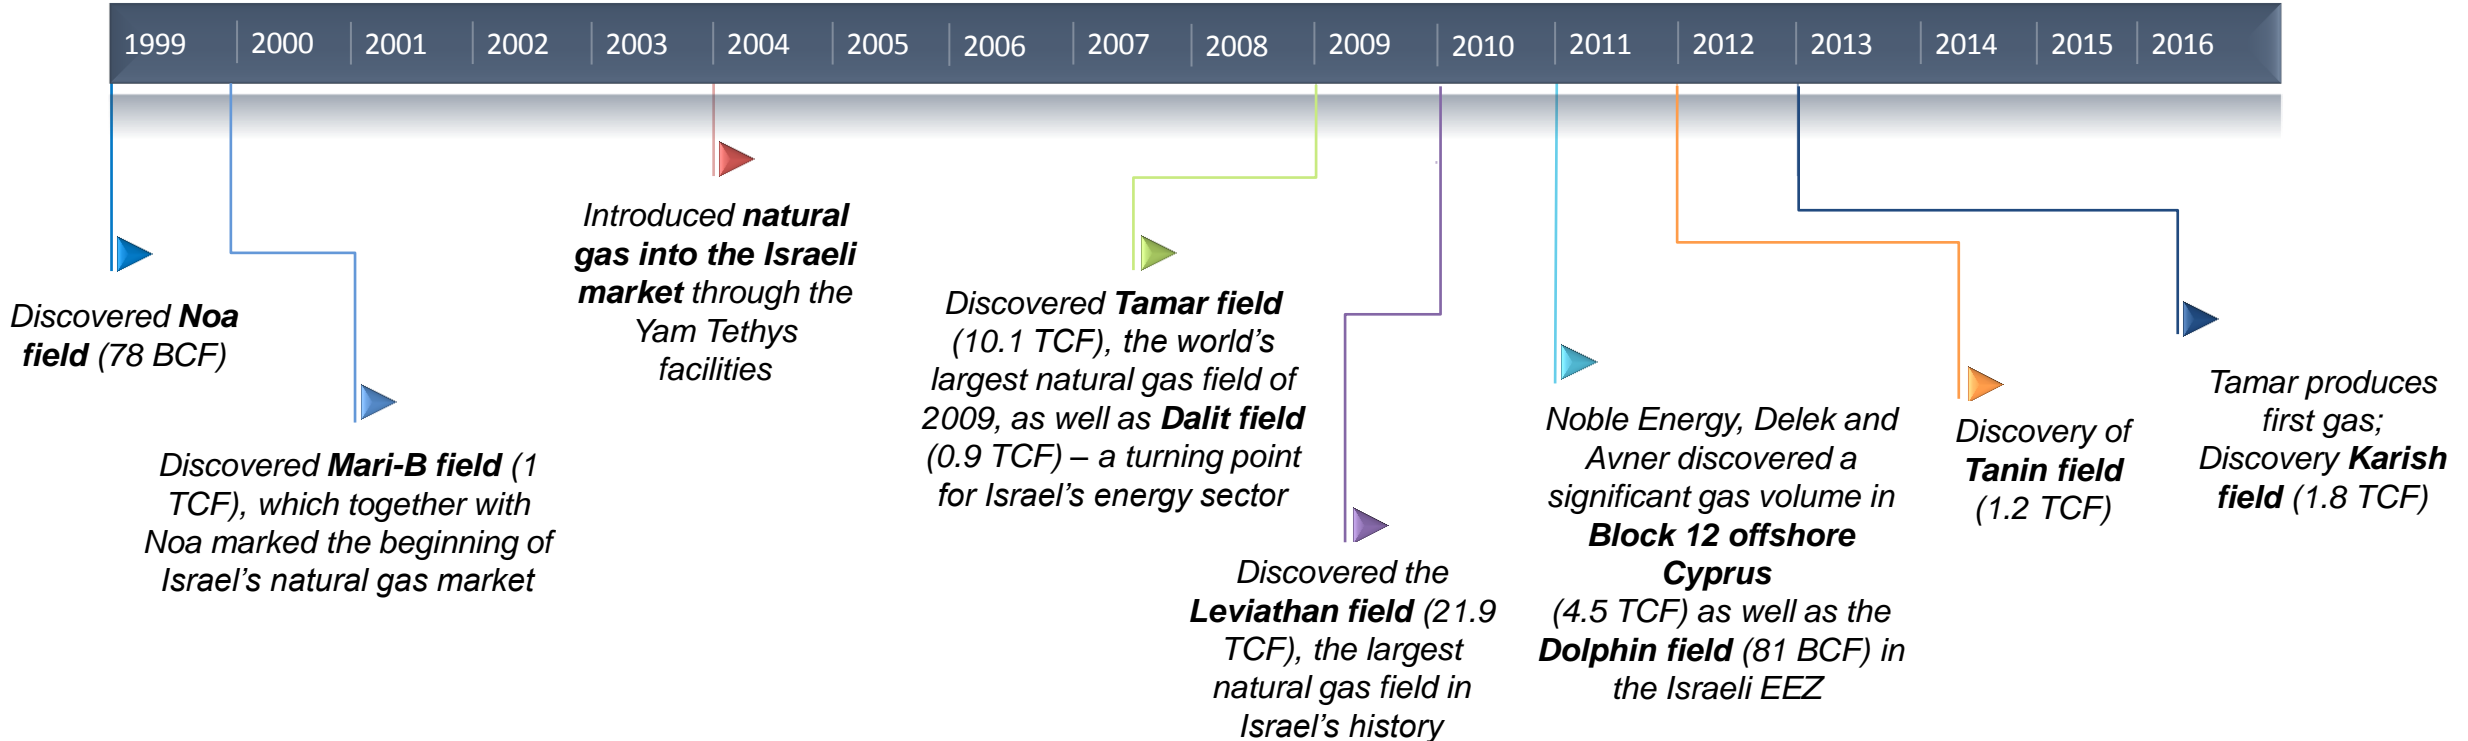 1999 2000 2001 2002 2003 2004 2005 2006 2007 2008 2009 2010 2011 2012 2013 2014 2015 2016
Discovered Noa
field (78 BCF)
Discovered Mari-B field (1
TCF), which together with
Noa marked the beginning of
Israel’s natural gas market
Introduced natural
gas into the Israeli
market through the
Yam Tethys
facilities
Discovered Tamar field
(10.1 TCF), the world’s
largest natural gas field of
2009, as well as Dalit field
(0.9 TCF) – a turning point
for Israel’s energy sector
Discovered the
Leviathan field (21.9
TCF), the largest
natural gas field in
Israel’s history
Noble Energy, Delek and
Avner discovered a
significant gas volume in
Block 12 offshore
Cyprus
(4.5 TCF) as well as the
Dolphin field (81 BCF) in
the Israeli EEZ
Discovery of
Tanin field
(1.2 TCF)
Tamar produces
first gas;
Discovery Karish
field (1.8 TCF)